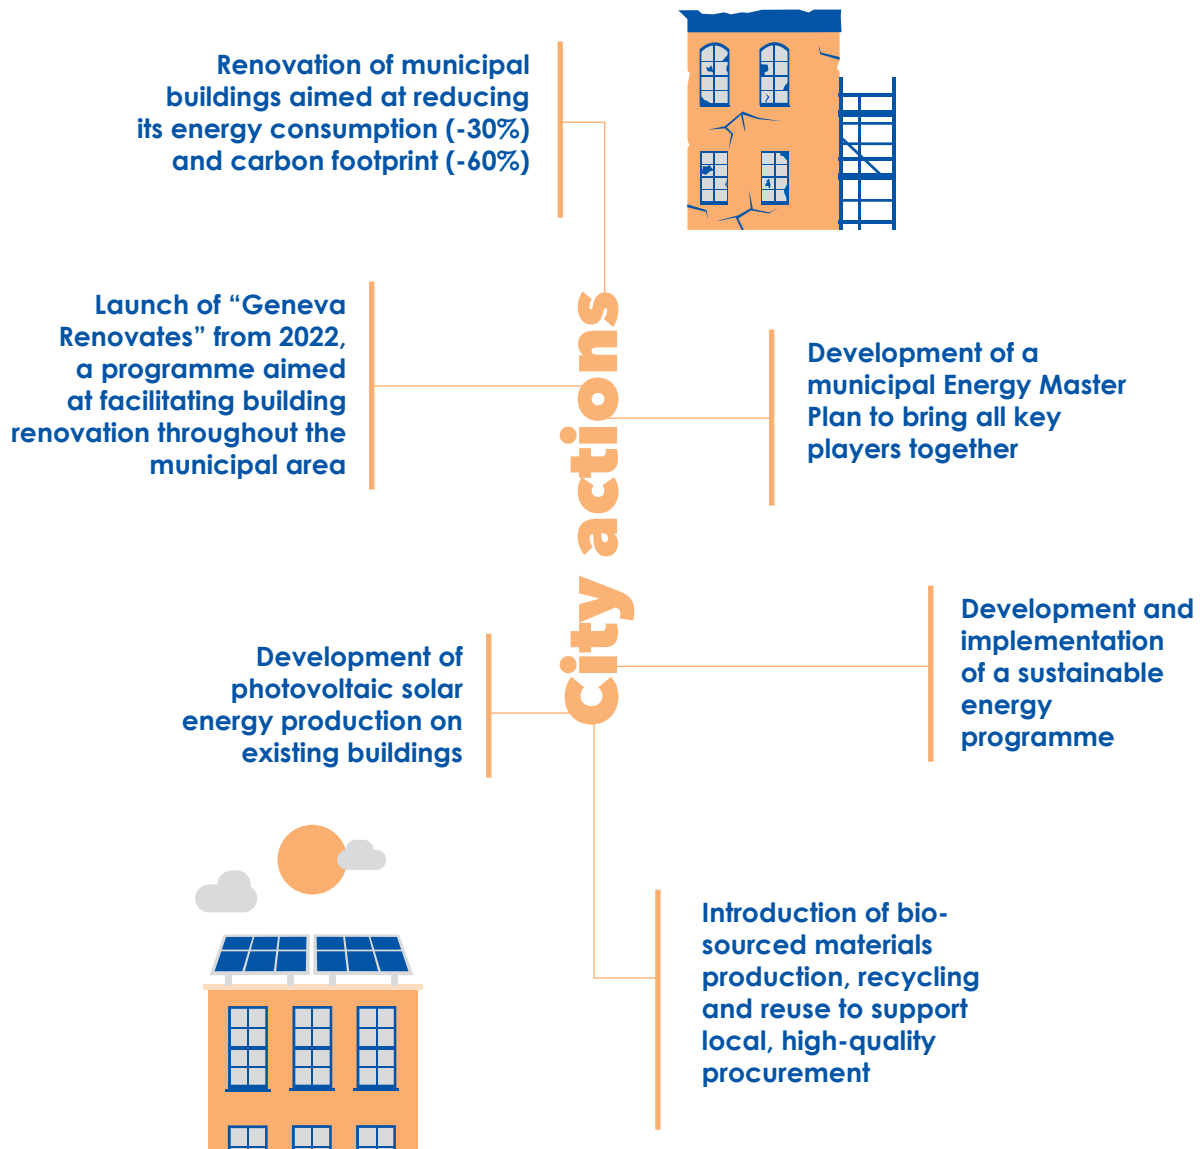 Renovation of municipal
buildings aimed at reducing
its energy consumption (-30%)
and carbon footprint (-60%)
Launch of “Geneva
Renovates” from 2022,
a programme aimed
at facilitating building
renovation throughout the
municipal area
City actions
Development of a
municipal Energy Master
Plan to bring all key
players together
Development of
photovoltaic solar
energy production on
existing buildings
Development and
implementation
of a sustainable
energy
programme
Introduction of bio-
sourced materials
production, recycling
and reuse to support
local, high-quality
procurement